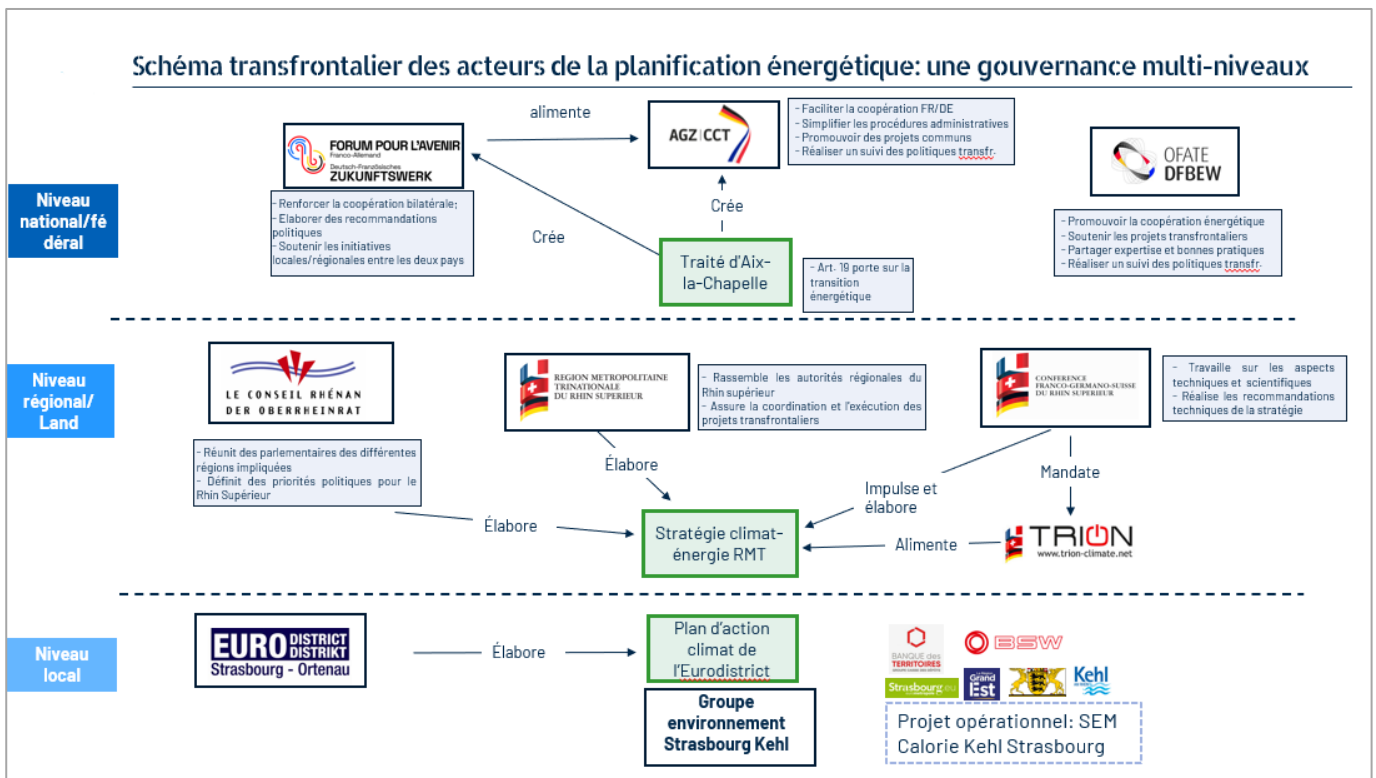 Schéma transfrontalier des acteurs de la planification énergétique: une gouvernance multi-niveaux
Niveau
national/fé
déral
FORUM POUR L'AVENIR
Franco-Allemand
Deutsch-Französisches
ZUKUNFTSWERK
- Renforcer la coopération bilatérale;
- Elaborer des recommandations
politiques
- Soutenir les initiatives
locales/régionales entre les deux pays
alimente
Crée
AGZ|CCT
- Faciliter la coopération FR/DE
- Simplifier les procédures administratives
- Promouvoir des projets communs
- Réaliser un suivi des politiques transfr.
Crée
Traité d'Aix-
la-Chapelle
- Art. 19 porte sur la
transition
énergétique
OFATE
DFBEW
- Promouvoir la coopération énergétique
- Soutenir les projets transfrontaliers
- Partager expertise et bonnes pratiques
- Réaliser un suivi des politiques transfr.
Niveau
régional/
Land
LE CONSEIL RHÉNAN
DER OBERRHEINRAT
- Réunit des parlementaires des différentes
régions impliquées
- Définit des priorités politiques pour le
Rhin Supérieur
Élabore
REGION METROPOLITAINE
TRINATIONALE
DU RHIN SUPERIEUR
- Rassemble les autorités régionales du
Rhin supérieur
- Assure la coordination et l'exécution des
projets transfrontaliers
Élabore
Stratégie climat-
énergie RMT
CONFERENCE
FRANCO-GERMANO-SUISSE
DU RHIN SUPERIEUR
- Travaille sur les aspects
techniques et scientifiques
- Réalise les recommandations
techniques de la stratégie
Impulse et
élabore
Mandate
Alimente
TRION
www.trion-climate.net
Niveau
local
EURO DISTRICT
DISTRIKT
Strasbourg - Ortenau
Élabore
Plan d'action
climat de
l'Eurodistrict
Groupe
environnement
Strasbourg Kehl
BANQUE des
TERRITOIRES
BSW
Strasbourg.eu
Grand
Est
Kehl
Projet opérationnel: SEM
Calorie Kehl Strasbourg